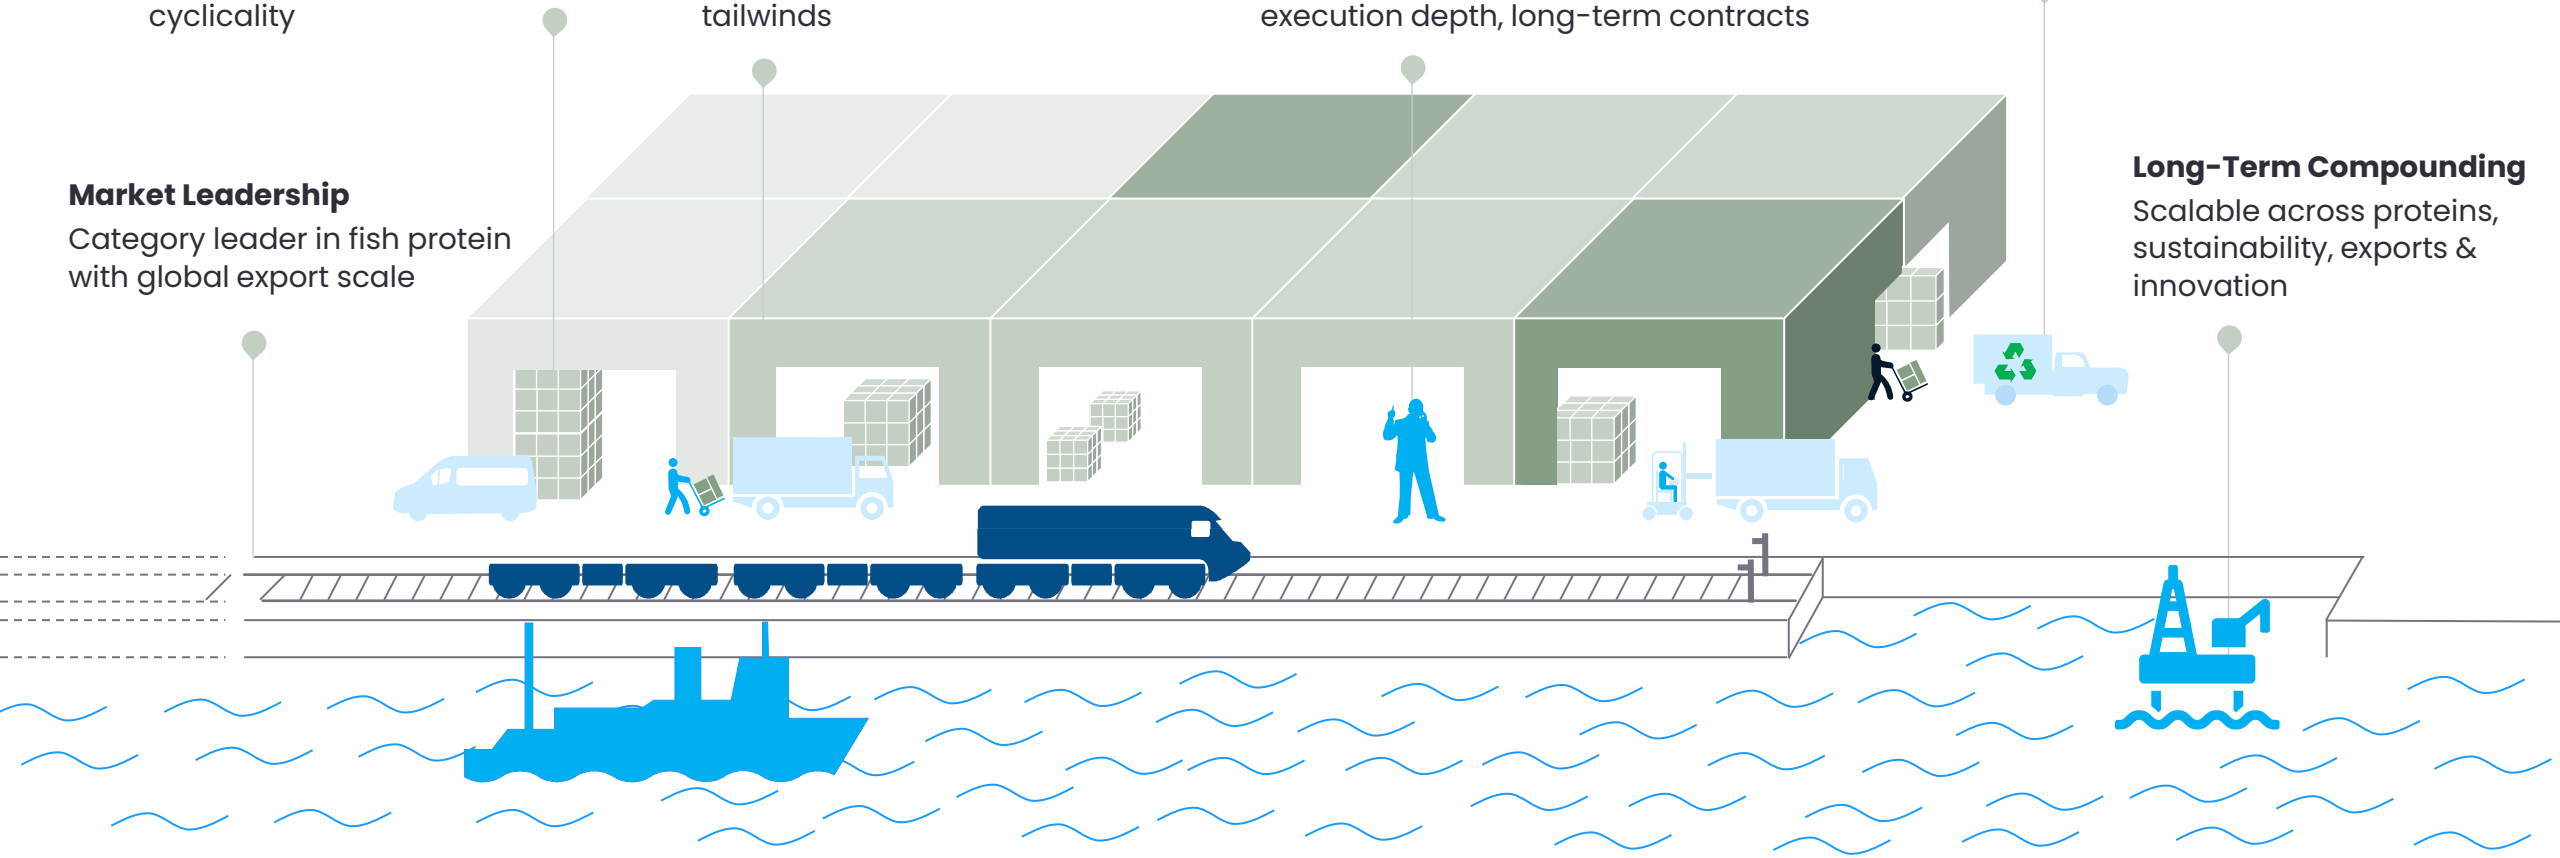 cyclicality
tailwinds
execution depth, long-term contracts
Market Leadership
Category leader in fish protein
with global export scale
Long-Term Compounding
Scalable across proteins,
sustainability, exports &
innovation